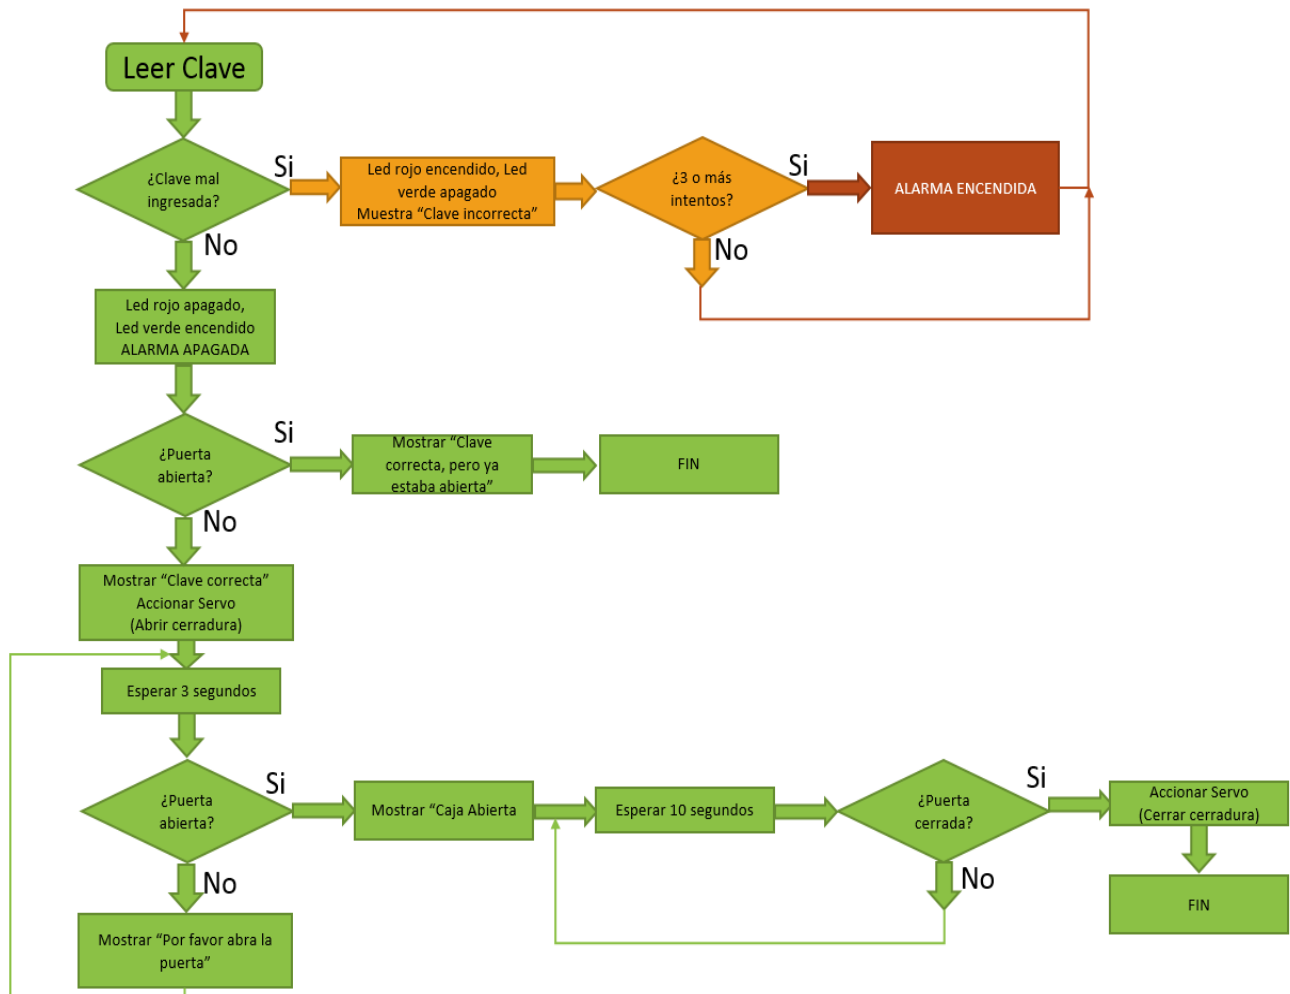 Leer Clave
¿Clave mal
ingresada?
Si
Led rojo encendido, Led
verde apagado
Muestra “Clave incorrecta”
¿3 o más
intentos?
Si
ALARMA ENCENDIDA
No
No
Led rojo apagado,
Led verde encendido
ALARMA APAGADA
¿Puerta
abierta?
Si
Mostrar “Clave
correcta, pero ya
estaba abierta”
FIN
No
Mostrar “Clave correcta”
Accionar Servo
(Abrir cerradura)
Esperar 3 segundos
¿Puerta
abierta?
Si
Mostrar “Caja Abierta
Esperar 10 segundos
¿Puerta
cerrada?
Si
Accionar Servo
(Cerrar cerradura)
No
FIN
No
Mostrar “Por favor abra la
puerta”